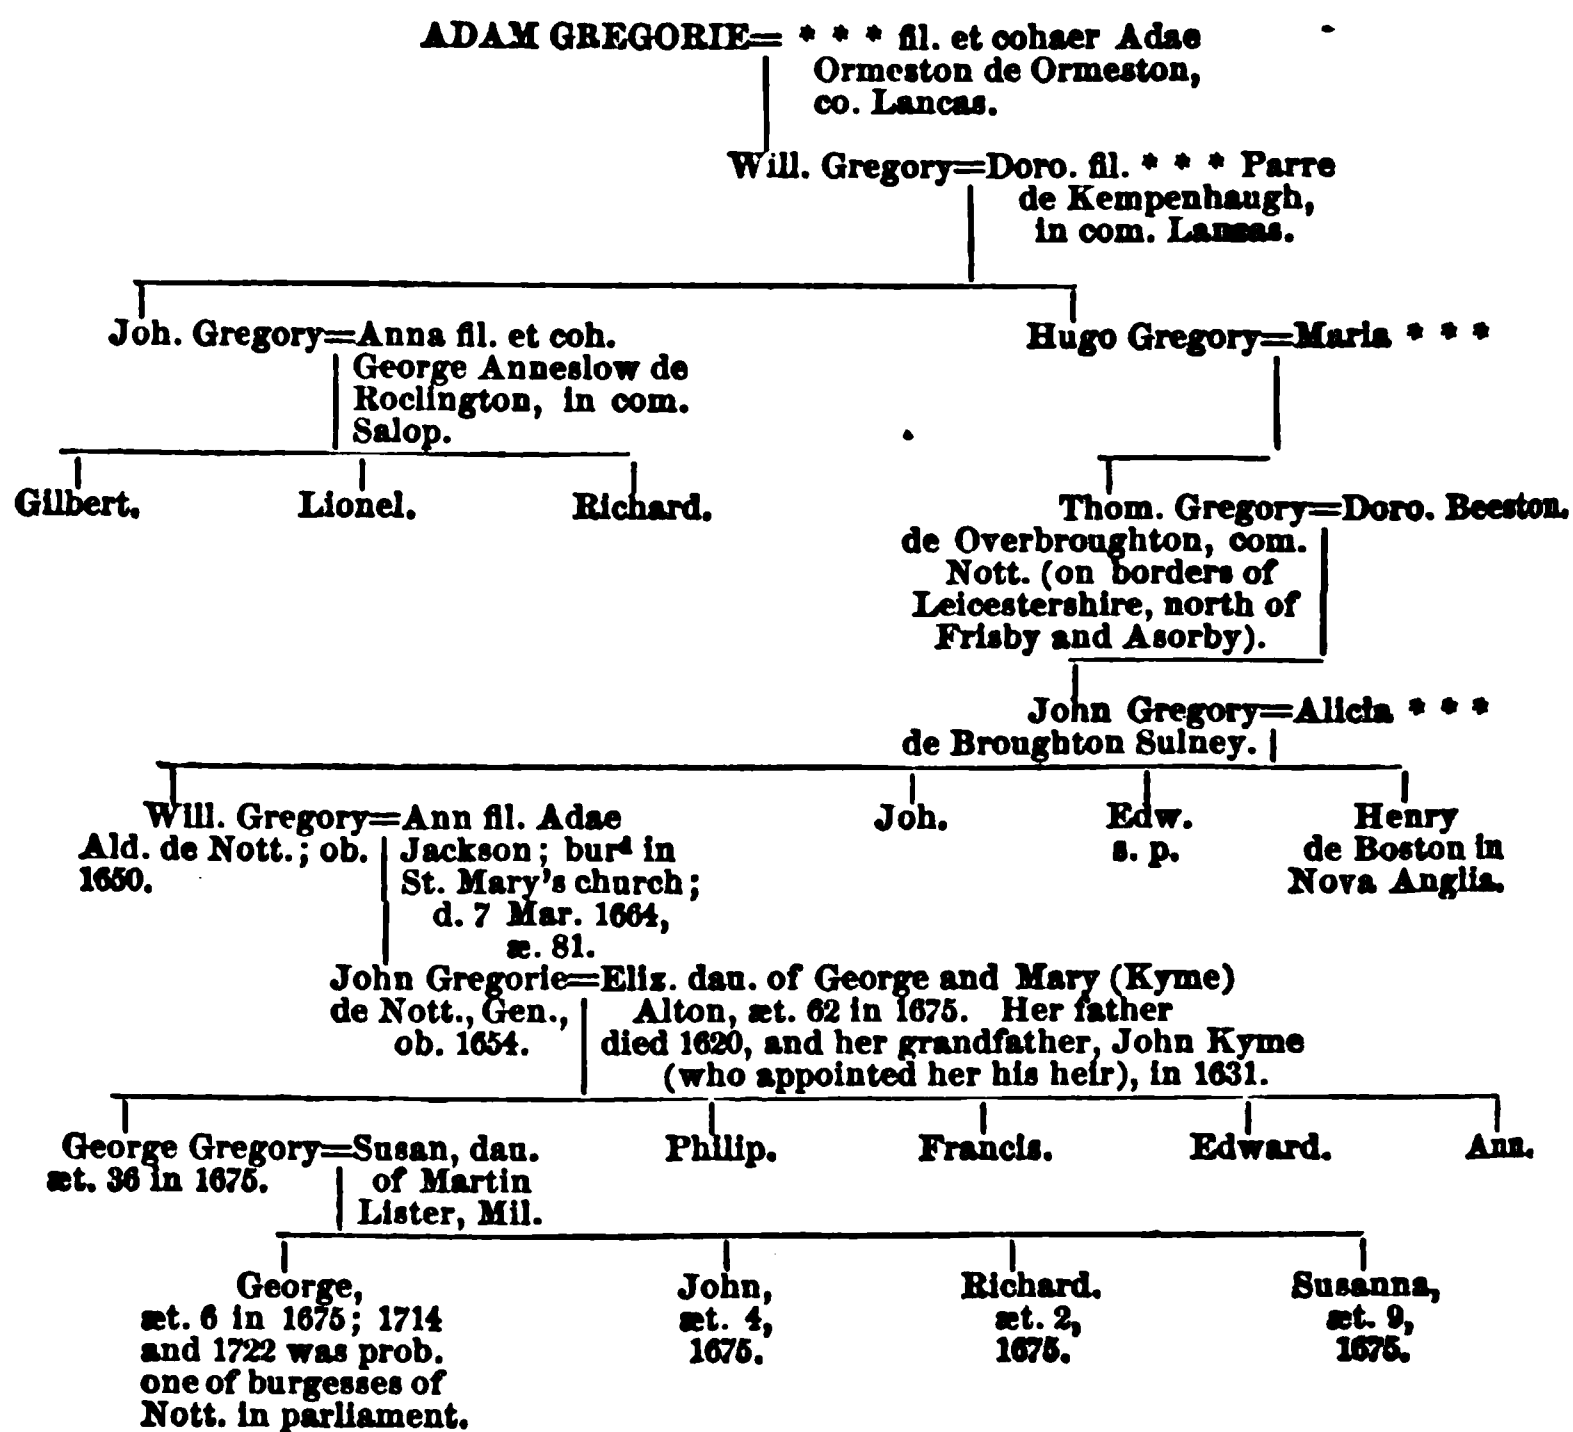 ADAM GREGORIE= * * * fil. et cohaer Adae
Ormeston de Ormeston,
co. Lancas.
Will. Gregory=Doro. fil. * * * Parre
de Kempenhaugh,
in com. Lancas.
Joh. Gregory=Anna fil. et coh.
George Anneslow de
Roclington, in com.
Salop.
Hugo Gregory=Maria * * *
Gilbert. Lionel. Richard.
Thom. Gregory=Doro. Beeston.
de Overbroughton, com.
Nott. (on borders of
Leicestershire, north of
Frisby and Asorby).
John Gregory=Alicia * * *
de Broughton Sulney.
Will. Gregory=Ann fil. Adae
Ald. de Nott.; ob.
1650.
Jackson; burd in
St. Mary's church;
d. 7 Mar. 1664,
æ. 81.
Joh.
Edw.
s. p.
Henry
de Boston in
Nova Anglia.
John Gregorie=Eliz. dau. of George and Mary (Kyme)
de Nott., Gen.,
ob. 1654.
Alton, æt. 62 in 1675. Her father
died 1620, and her grandfather, John Kyme
(who appointed her his heir), in 1631.
George Gregory=Susan, dau.
æt. 36 in 1675.
of Martin
Lister, Mil.
Philip. Francis. Edward. Ann.
George,
æt. 6 in 1675; 1714
and 1722 was prob.
one of burgesses of
Nott. in parliament.
John,
æt. 4,
1675.
Richard.
æt. 2,
1675.
Susanna,
æt. 9,
1675.